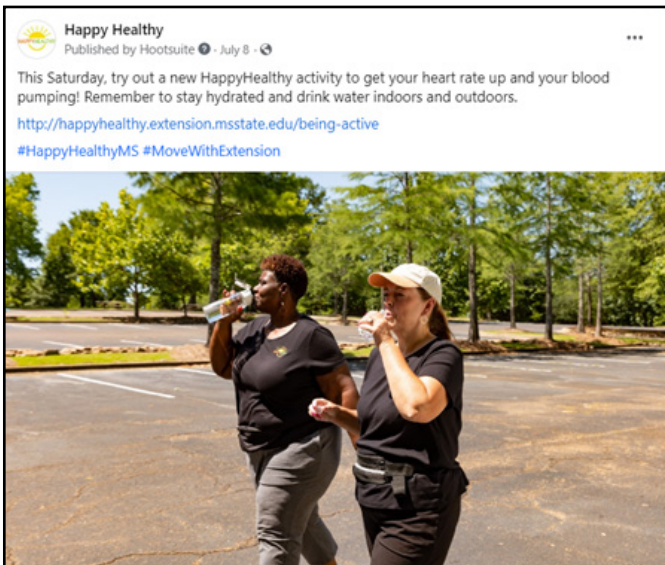 Happy Healthy
Published by Hootsuite · July 8 ·
This Saturday, try out a new HappyHealthy activity to get your heart rate up and your blood
pumping! Remember to stay hydrated and drink water indoors and outdoors.
http://happyhealthy.extension.msstate.edu/being-active
#HappyHealthyMS #MoveWithExtension